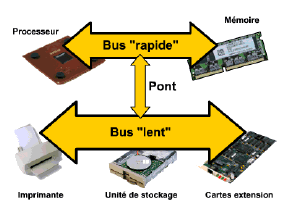 Mémoire
Processeur
Bus "rapide"
Pont
Bus "lent"
Imprimante
Unité de stockage
Cartes extension